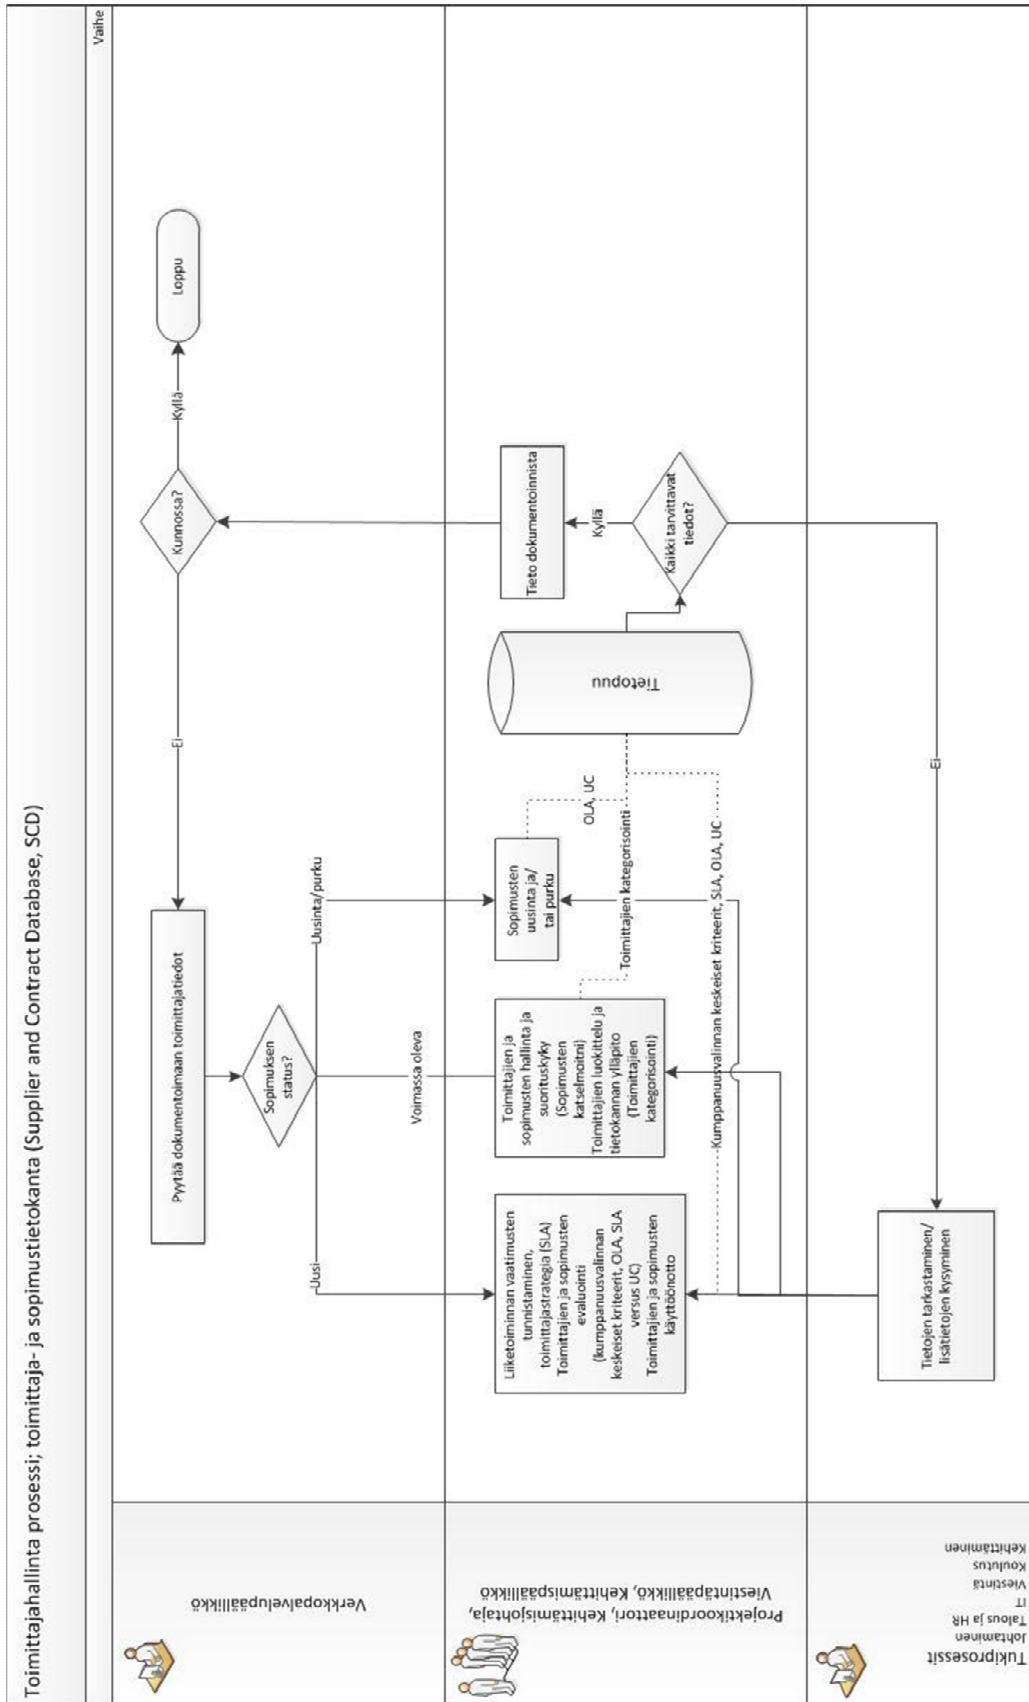 Toimittajahallinta prosessi; toimittaja- ja sopimustietokanta (Supplier and Contract Database, SCD)
Vaihe
Verkkopalvelupäällikkö
Pyytää dokumentoimaan toimittajatiedot
Sopimuksen
status?
Uusi
Voimassa oleva
Uusinta/purku
Ei
Kunnossa?
Kyllä
Loppu
Projektikoordinaattori, Kehittämisjohtaja,
Viestintäpäällikkö, Kehittämispäällikkö
Liiketoiminnan vaatimusten
tunnistaminen,
toimittajastrategia (SLA)
Toimittajien ja sopimusten
evaluointi
(kumppanuusvalinnan
keskeiset kriteerit, OLA, SLA
versus UC)
Toimittajien ja sopimusten
käyttöönotto
Toimittajien ja
sopimusten hallinta ja
suorituskyky
(Sopimusten
katselmoitni)
Toimittajien luokittelu ja
tietokannan ylläpito
(Toimittajien
kategorisointi)
Sopimusten
uusinta ja/
tai purku
OLA, UC
Toimittajien kategorisointi
Kumppanuusvalinnan keskeiset kriteerit, SLA, OLA, UC
Tietopuu
Tieto dokumentoinnista
Kyllä
Kaikki tarvittavat
tiedot?
Ei
Tukiprosessit
Johtaminen
Talous ja HR
IT
Viestintä
Koulutus
Kehittäminen
Tietojen tarkastaminen/
lisätietojen kysyminen